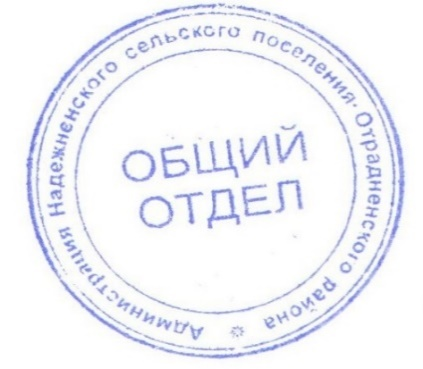 Администрация Надежненского сельского поселения Отрадненского района
ОБЩИЙ
ОТДЕЛ